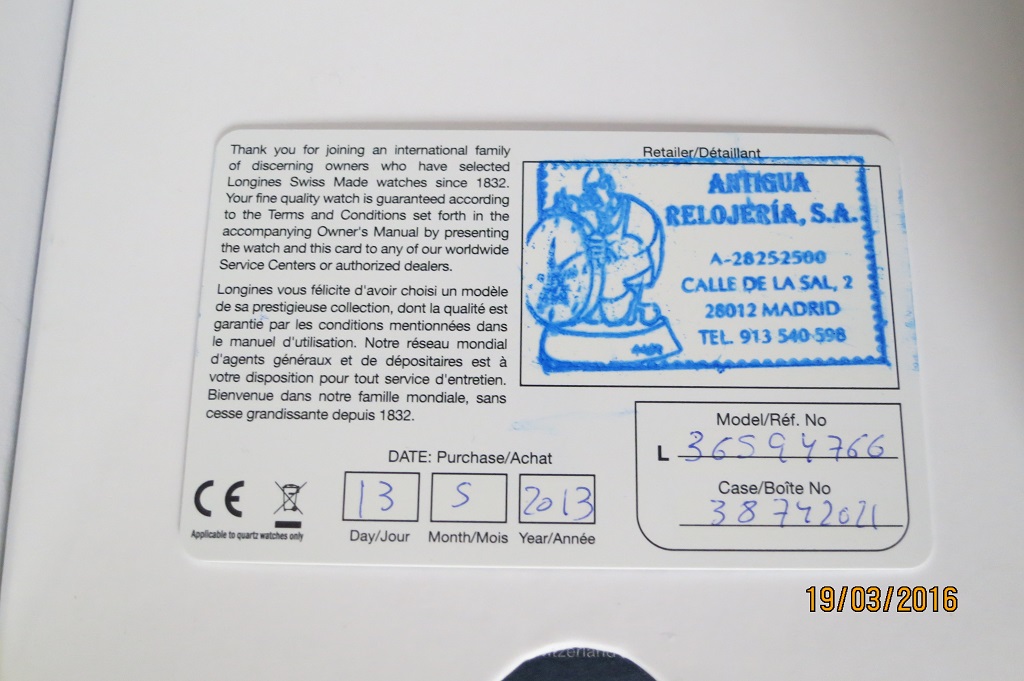 Thank you for joining an international family
of discerning owners who have selected
Longines Swiss Made watches since 1832.
Your fine quality watch is guaranteed according
to the Terms and Conditions set forth in the
accompanying Owner's Manual by presenting
the watch and this card to any of our worldwide
Service Centers or authorized dealers.
Longines vous félicite d'avoir choisi un modèle
de sa prestigieuse collection, dont la qualité est
garantie par les conditions mentionnées dans
le manuel d'utilisation. Notre réseau mondial
d'agents généraux et de dépositaires est à
votre disposition pour tout service d'entretien.
Bienvenue dans notre famille mondiale, sans
cesse grandissante depuis 1832.
Retailer/Détaillant
ANTIGUA
RELOJERÍA, S.A.
A-28252500
CALLE DE LA SAL, 2
28012 MADRID
TEL. 913 540 598
DATE: Purchase/Achat
13 5 2013
Day/Jour Month/Mois Year/Année
CE
Applicable to quartz watches only
Model/Réf. No
L 36594766
Case/Boîte No
38742021
19/03/2016